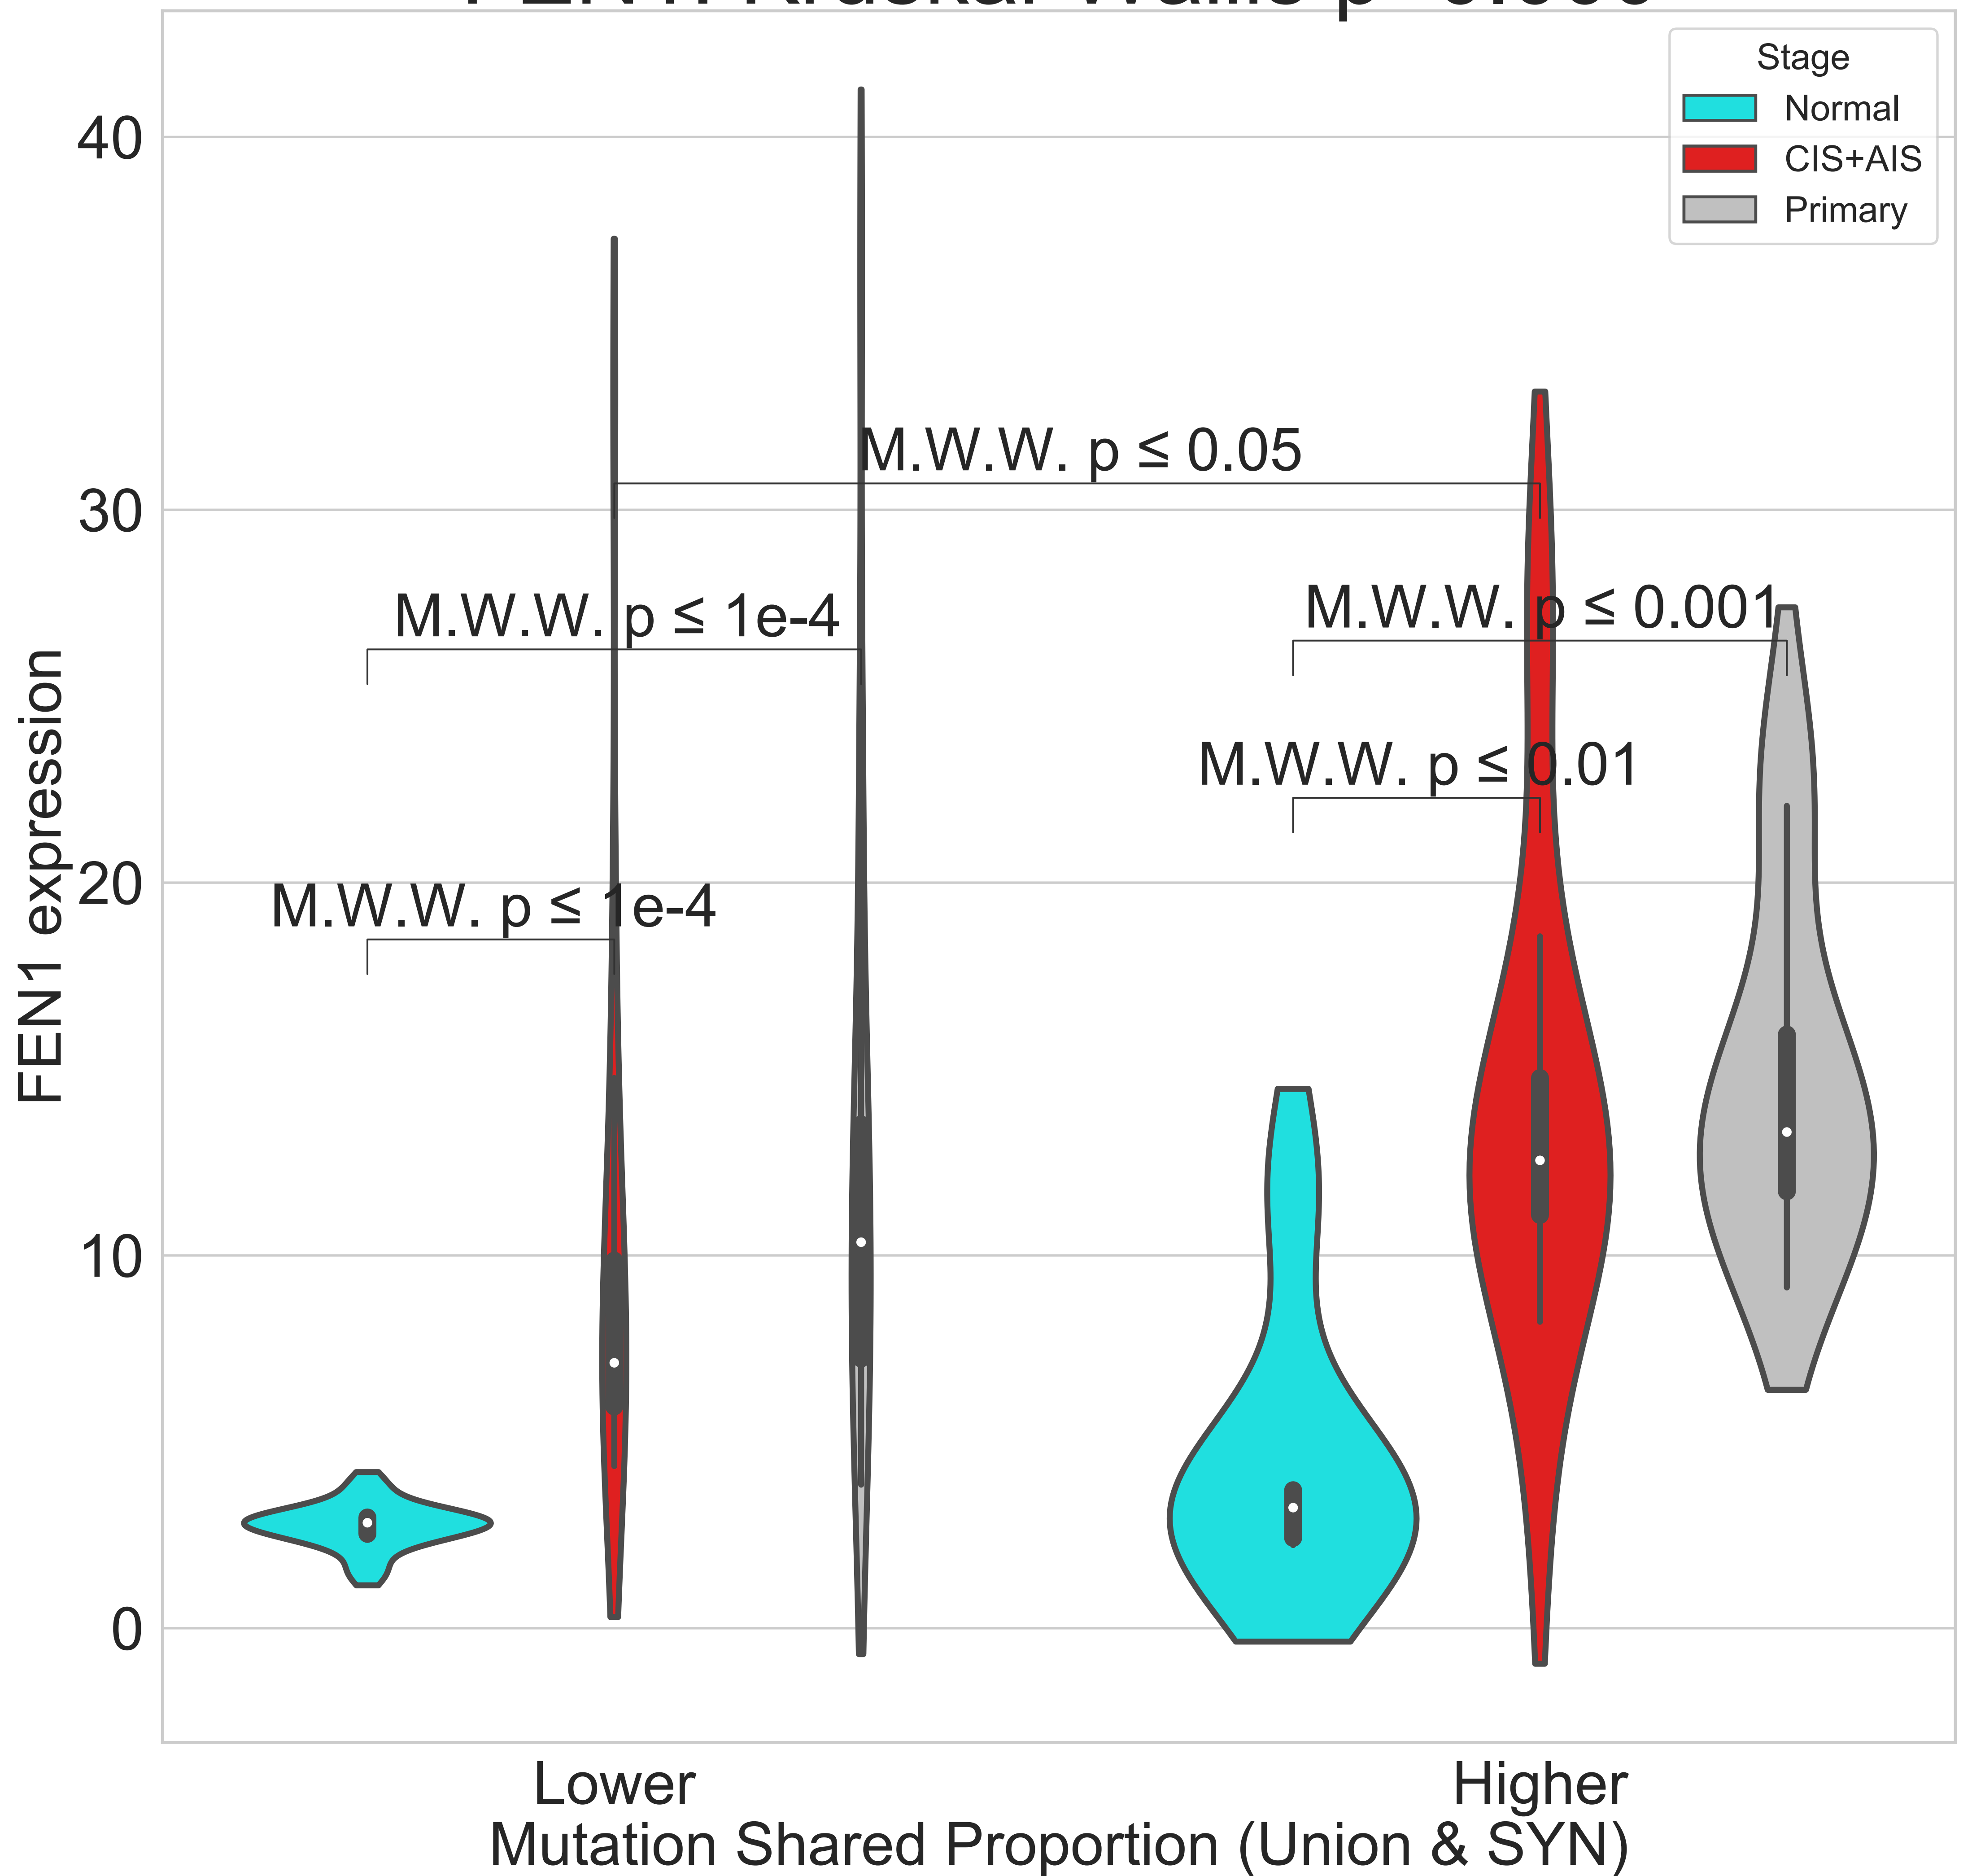 Stage
Normal
CIS+AIS
Primary
40
30
20
10
0
FEN1 expression
M.W.W. p ≤ 0.05
M.W.W. p ≤ 1e-4
M.W.W. p ≤ 0.001
M.W.W. p ≤ 0.01
M.W.W. p ≤ 1e-4
Lower
Higher
Mutation Shared Proportion (Union & SYN)